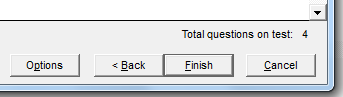 Total questions on test: 4
Options < Back Finish Cancel